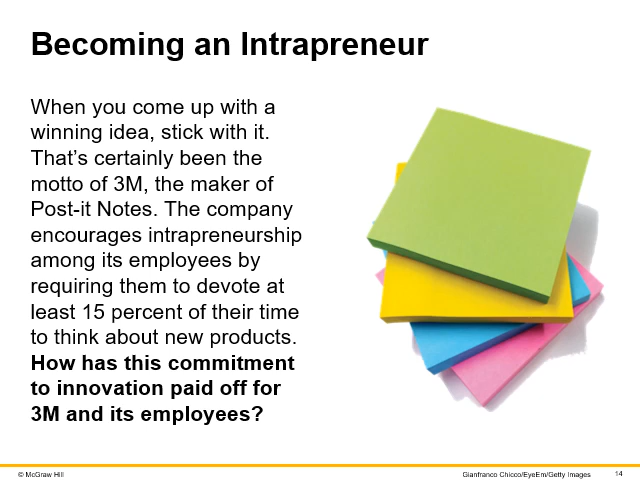 Becoming an Intrapreneur
When you come up with a
winning idea, stick with it.
That’s certainly been the
motto of 3M, the maker of
Post-it Notes. The company
encourages intrapreneurship
among its employees by
requiring them to devote at
least 15 percent of their time
to think about new products.
How has this commitment
to innovation paid off for
3M and its employees?
© McGraw Hill
Gianfranco Chicco/EyeEm/Getty Images
14